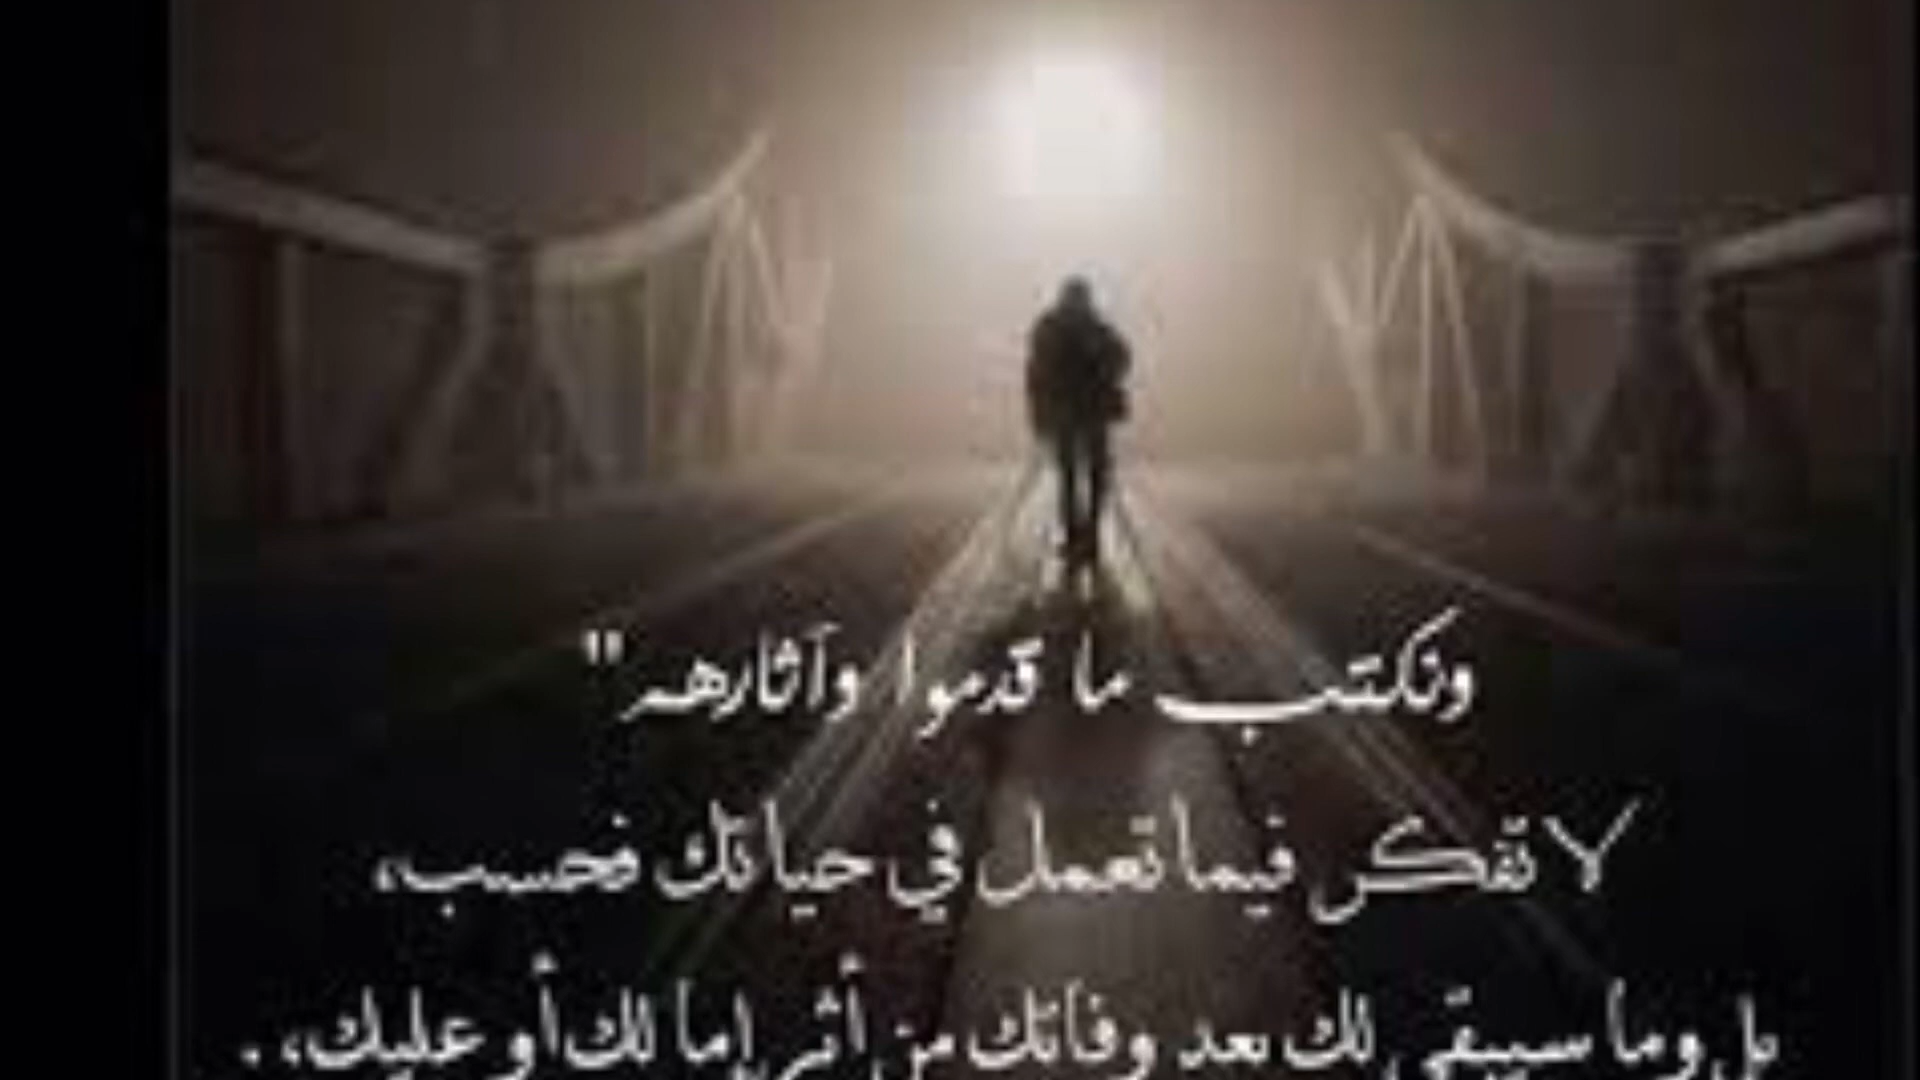 ونكتب ما قدموا وآثارهم"
لا تفكر فيما تعمل في حياتك فحسب،
بل وما سيبقى لك بعد وفاتك من أثر إما لك أو عليك،.